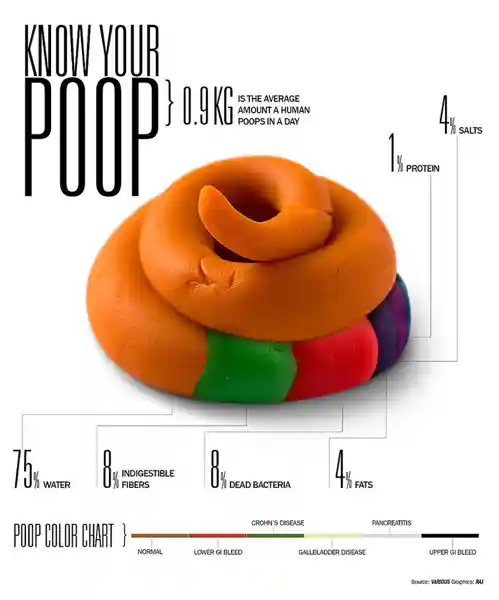 KNOW YOUR
POOP
} 0.9 KG IS THE AVERAGE
AMOUNT A HUMAN
POOPS IN A DAY
4% SALTS
1% PROTEIN
75% WATER
8% INDIGESTIBLE
FIBERS
8% DEAD BACTERIA
4% FATS
POOP COLOR CHART }
NORMAL
LOWER GI BLEED
CROHN'S DISEASE
GALLBLADDER DISEASE
PANCREATITIS
UPPER GI BLEED
Source: VARIOUS Graphics: RAJ